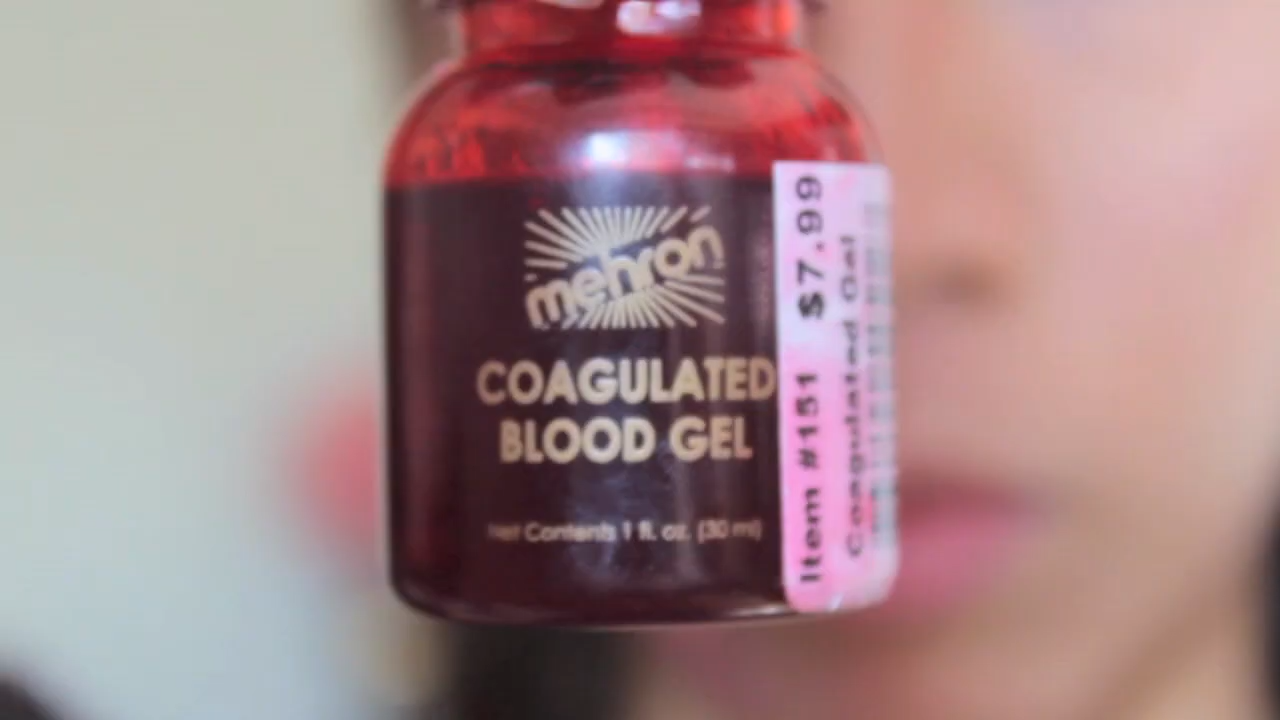 mehron
COAGULATED
BLOOD GEL
Net Contents 1 fl. oz. (30 ml)
Item #151 $7.99
Coagulated Gel